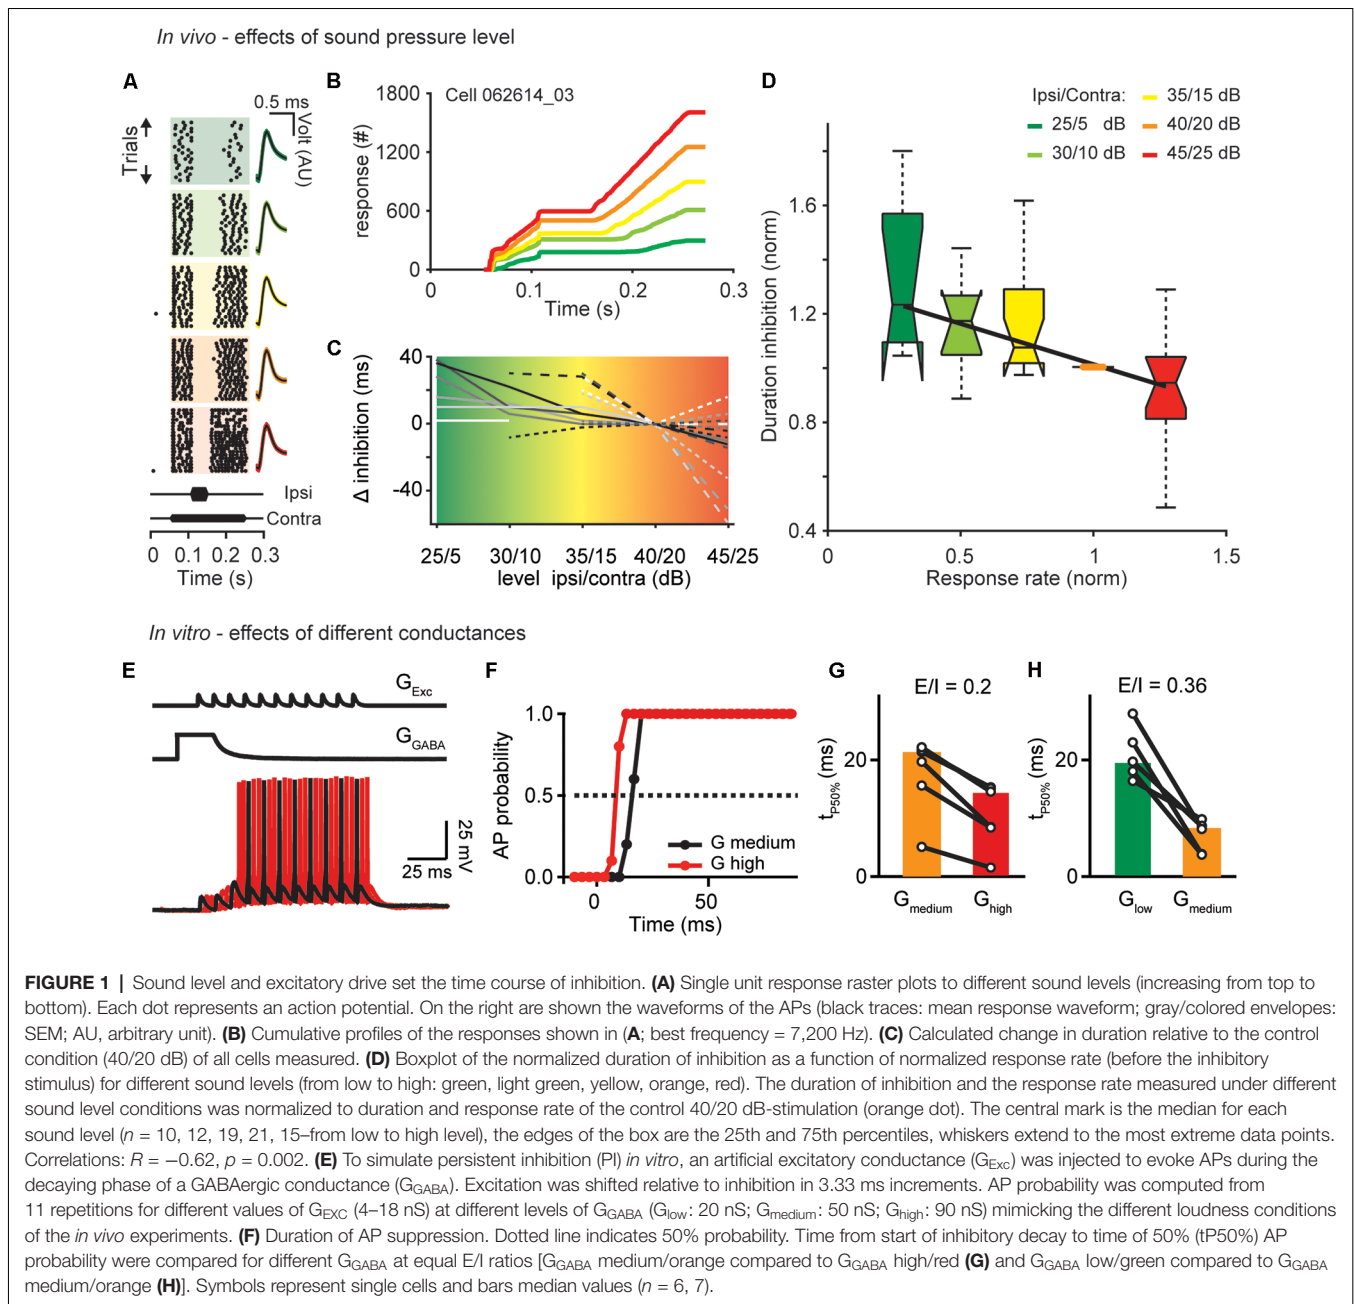 In vivo - effects of sound pressure level
A
0.5 ms
Volt (AU)
Trials
Ipsi
Contra
0 0.1 0.2 0.3
Time (s)
B
Cell 062614_03
response (#)
1800
1200
600
0
0 0.1 0.2 0.3
Time (s)
C
Δ inhibition (ms)
40
0
-40
25/5 30/10 35/15 40/20 45/25
level ipsi/contra (dB)
D
Ipsi/Contra:
25/5 dB
30/10 dB
35/15 dB
40/20 dB
45/25 dB
Duration inhibition (norm)
1.6
1.2
0.8
0.4
0 0.5 1 1.5
Response rate (norm)
In vitro - effects of different conductances
E
GExc
GGABA
25 mV
25 ms
F
AP probability
1.0
0.5
0.0
G medium
G high
0 50
Time (ms)
G
E/I = 0.2
tP50% (ms)
20
0
Gmedium Ghigh
H
E/I = 0.36
tP50% (ms)
20
0
Glow Gmedium
FIGURE 1 | Sound level and excitatory drive set the time course of inhibition. (A) Single unit response raster plots to different sound levels (increasing from top to
bottom). Each dot represents an action potential. On the right are shown the waveforms of the APs (black traces: mean response waveform; gray/colored envelopes:
SEM; AU, arbitrary unit). (B) Cumulative profiles of the responses shown in (A; best frequency = 7,200 Hz). (C) Calculated change in duration relative to the control
condition (40/20 dB) of all cells measured. (D) Boxplot of the normalized duration of inhibition as a function of normalized response rate (before the inhibitory
stimulus) for different sound levels (from low to high: green, light green, yellow, orange, red). The duration of inhibition and the response rate measured under different
sound level conditions was normalized to duration and response rate of the control 40/20 dB-stimulation (orange dot). The central mark is the median for each
sound level (n = 10, 12, 19, 21, 15–from low to high level), the edges of the box are the 25th and 75th percentiles, whiskers extend to the most extreme data points.
Correlations: R = −0.62, p = 0.002. (E) To simulate persistent inhibition (PI) in vitro, an artificial excitatory conductance (GExc) was injected to evoke APs during the
decaying phase of a GABAergic conductance (GGABA). Excitation was shifted relative to inhibition in 3.33 ms increments. AP probability was computed from
11 repetitions for different values of GEXC (4–18 nS) at different levels of GGABA (Glow: 20 nS; Gmedium: 50 nS; Ghigh: 90 nS) mimicking the different loudness conditions
of the in vivo experiments. (F) Duration of AP suppression. Dotted line indicates 50% probability. Time from start of inhibitory decay to time of 50% (tP50%) AP
probability were compared for different GGABA at equal E/I ratios [GGABA medium/orange compared to GGABA high/red (G) and GGABA low/green compared to GGABA
medium/orange (H)]. Symbols represent single cells and bars median values (n = 6, 7).